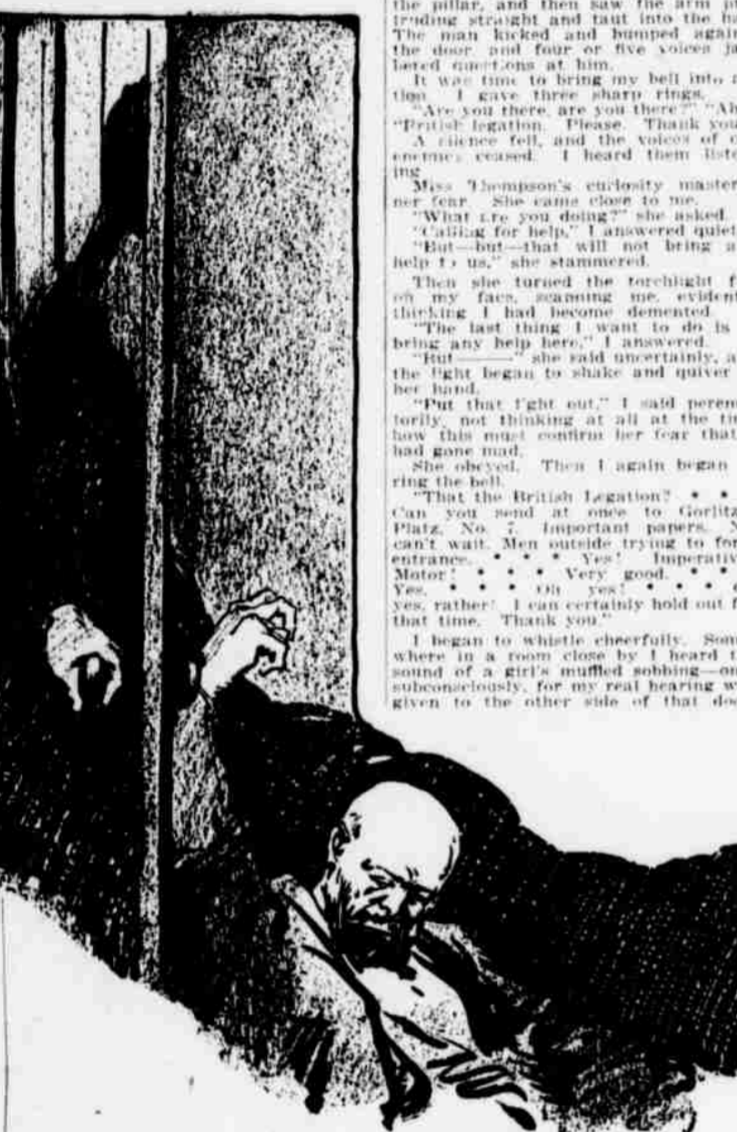 the pillar, and then saw the arm p
truding straight and taut into the ha
The man kicked and bumped again
the door, and four or five voices ja
bered questions at him.
It was time to bring my bell into a
tion. I gave three sharp rings.
"Are you there, are you there?" "Ah
"British legation. Please. Thank you
A silence fell, and the voices of o
enemies ceased. I heard them liste
ing
Miss Thompson's curiosity master
her fear. She came close to me.
"What are you doing?" she asked.
"Calling for help," I answered quiet
"But—but—that will not bring a
help to us," she stammered.
Then she turned the torchlight f
on my face, scanning me, evident
thinking I had become demented.
"The last thing I want to do is
bring any help here," I answered.
"But——" she said uncertainly, a
the light began to shake and quiver
her hand.
"Put that light out," I said perem
torily, not thinking at all at the tim
how this must confirm her fear that
had gone mad.
She obeyed. Then I again began
ring the bell.
"That the British Legation? * *
Can you send at once to Gorlitz
Platz, No. 7. Important papers. N
can't wait. Men outside trying to for
entrance. * * * Yes! Imperativ
Motor! * * * Very good. * *
Yes. * * * Oh yes! * * *
yes, rather! I can certainly hold out f
that time. Thank you."
I began to whistle cheerfully. Som
where in a room close by I heard t
sound of a girl's muffled sobbing—on
subconsciously, for my real hearing w
given to the other side of that doo